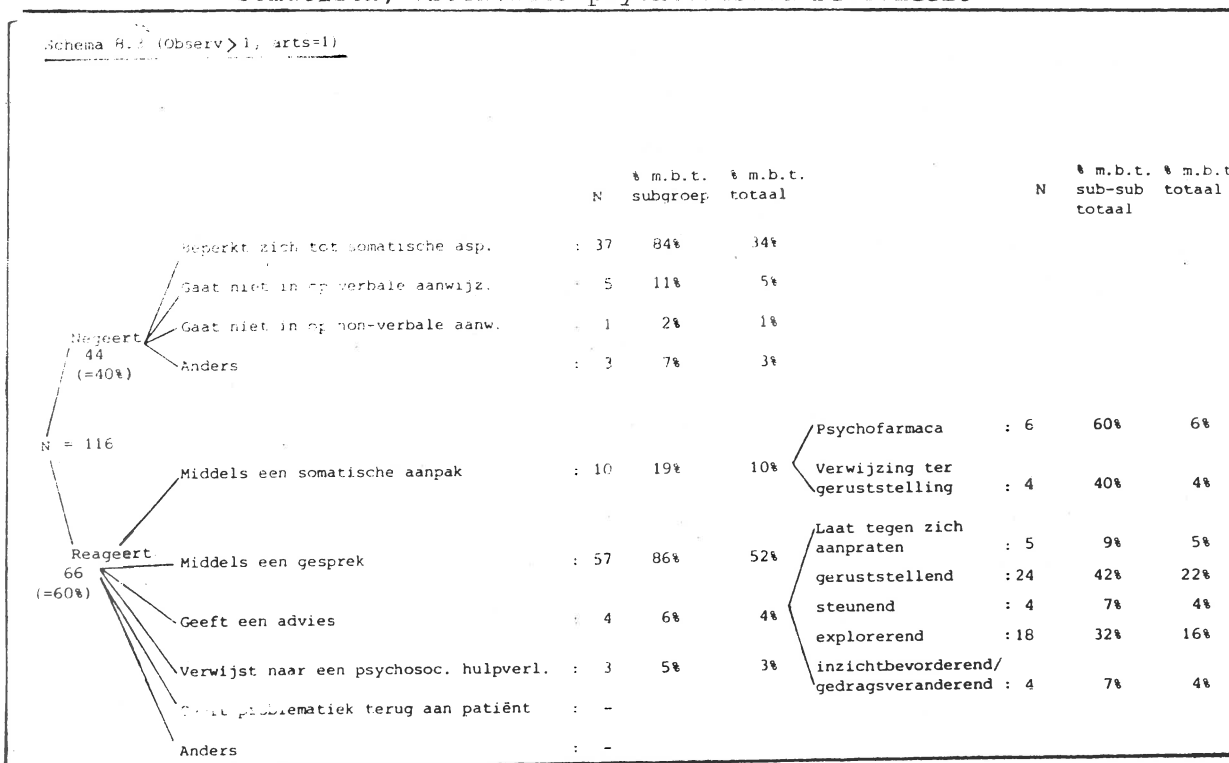 Schema 8.3 (Observ > 1, arts=1)
N % m.b.t. subgroep % m.b.t. totaal
N % m.b.t. sub-sub totaal % m.b.t. totaal
Negeert 44 (=40%)
Beperkt zich tot somatische asp. : 37 84% 34%
Gaat niet in op verbale aanwijz. : 5 11% 5%
Gaat niet in op non-verbale aanw. : 1 2% 1%
Anders : 3 7% 3%
N = 116
Reageert 66 (=60%)
Middels een somatische aanpak : 10 19% 10%
Psychofarmaca : 6 60% 6%
Verwijzing ter
geruststelling : 4 40% 4%
Middels een gesprek : 57 86% 52%
Laat tegen zich
aanpraten : 5 9% 5%
geruststellend : 24 42% 22%
steunend : 4 7% 4%
explorerend : 18 32% 16%
inzichtbevorderend/
gedragsveranderend : 4 7% 4%
Geeft een advies : 4 6% 4%
Verwijst naar een psychosoc. hulpverl. : 3 5% 3%
problematiek terug aan patiënt : -
Anders : -